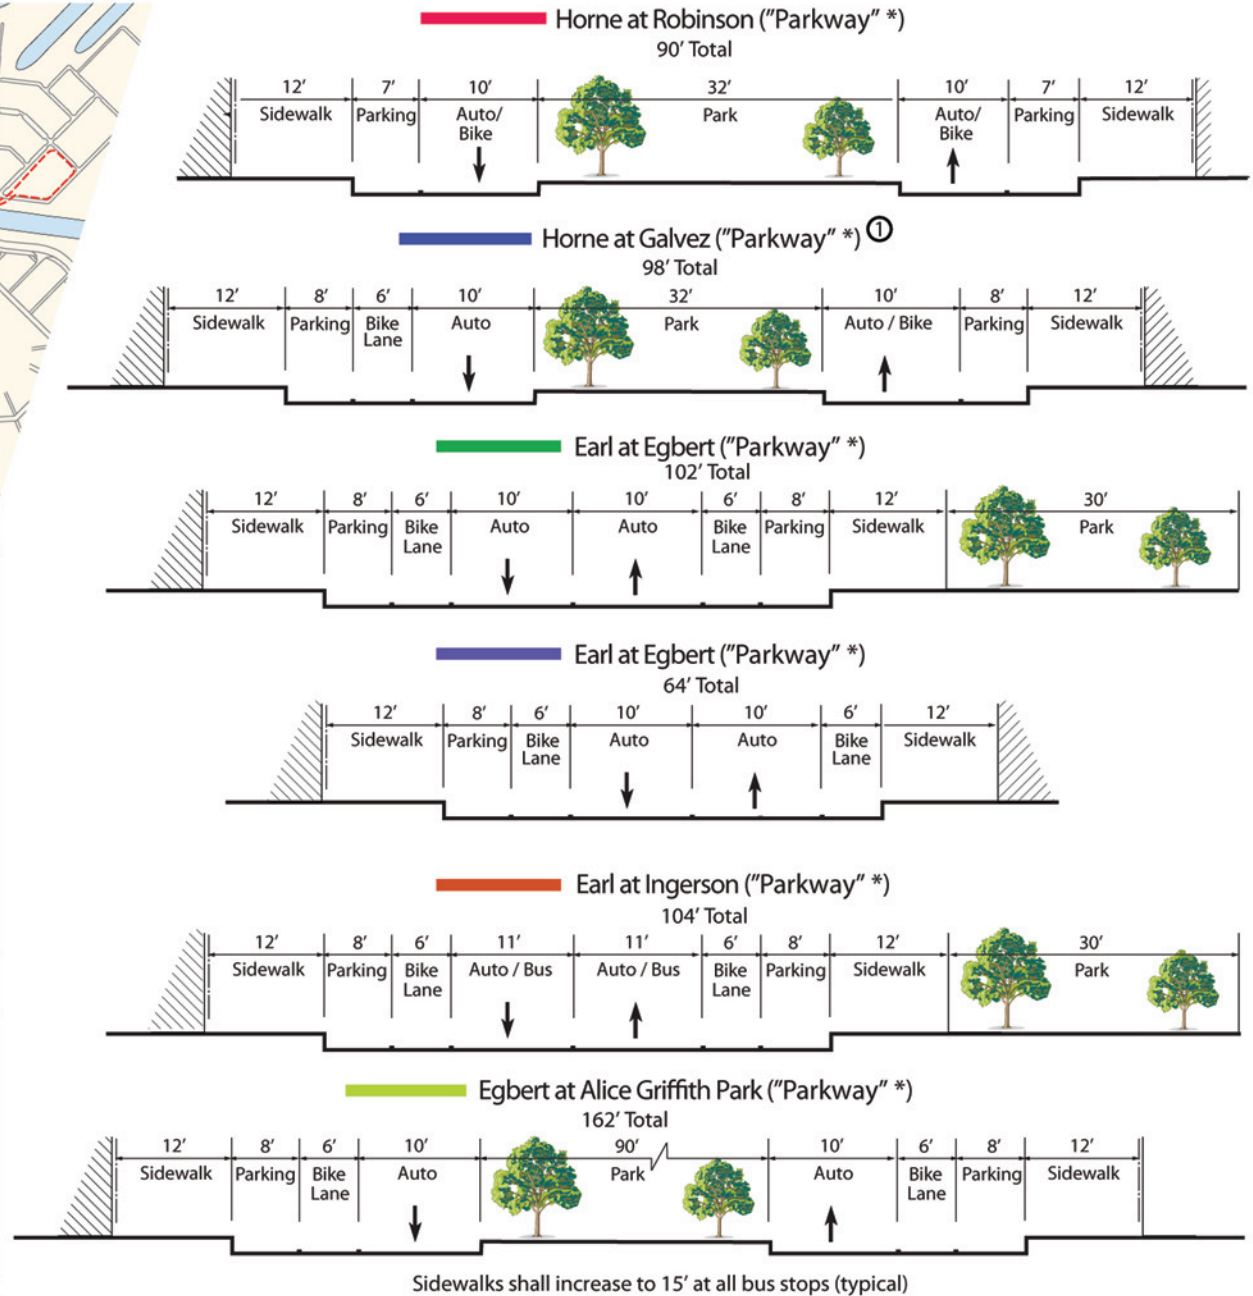 Horne at Robinson ("Parkway" *)
90' Total
12' 7' 10' 32' 10' 7' 12'
Sidewalk Parking Auto/ Park Auto/ Parking Sidewalk
Bike Bike
Horne at Galvez ("Parkway" *) 1
98' Total
12' 8' 6' 10' 32' 10' 8' 12'
Sidewalk Parking Bike Auto Park Auto / Bike Parking Sidewalk
Lane
Earl at Egbert ("Parkway" *)
102' Total
12' 8' 6' 10' 10' 6' 8' 12' 30'
Sidewalk Parking Bike Auto Auto Bike Parking Sidewalk Park
Lane Lane
Earl at Egbert ("Parkway" *)
64' Total
12' 8' 6' 10' 10' 6' 12'
Sidewalk Parking Bike Auto Auto Bike Sidewalk
Lane Lane
Earl at Ingerson ("Parkway" *)
104' Total
12' 8' 6' 11' 11' 6' 8' 12' 30'
Sidewalk Parking Bike Auto / Bus Auto / Bus Bike Parking Sidewalk Park
Lane Lane
Egbert at Alice Griffith Park ("Parkway" *)
162' Total
12' 8' 6' 10' 90' 10' 6' 8' 12'
Sidewalk Parking Bike Auto Park Auto Bike Parking Sidewalk
Lane Lane
Sidewalks shall increase to 15' at all bus stops (typical)